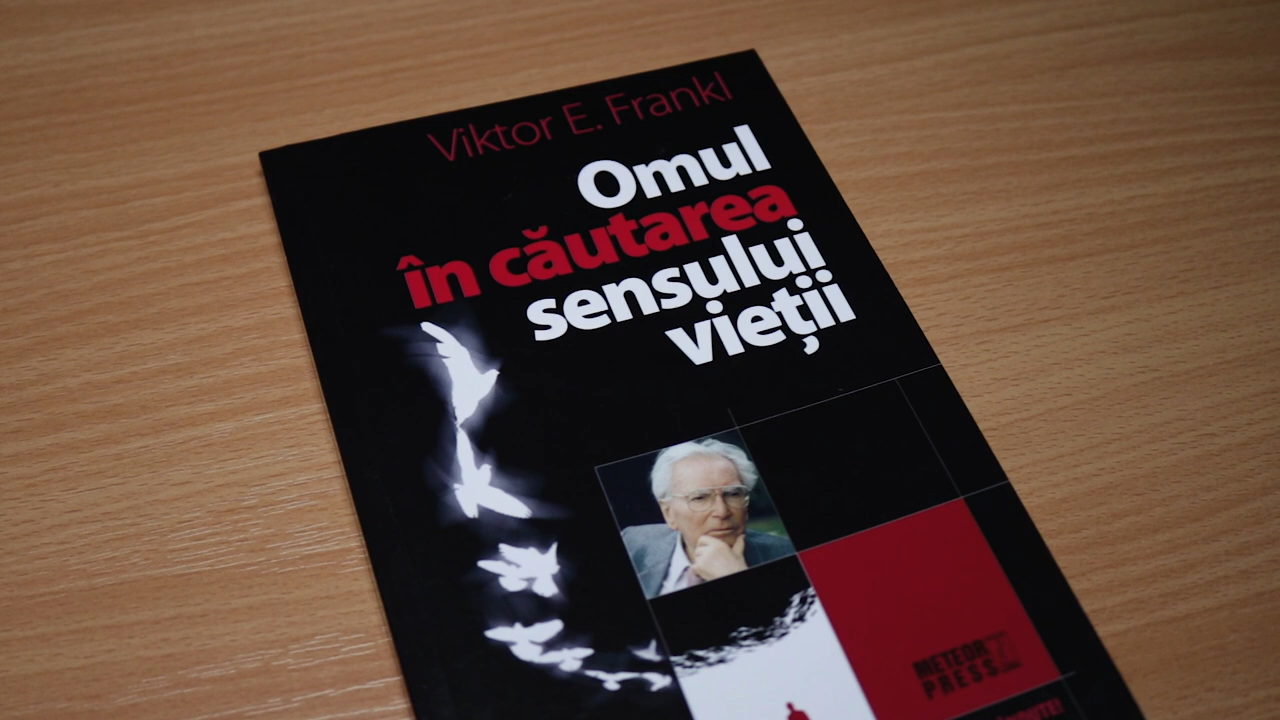 Viktor E. Frankl
Omul
în căutarea
sensului
vieții
METEOR
PRESS